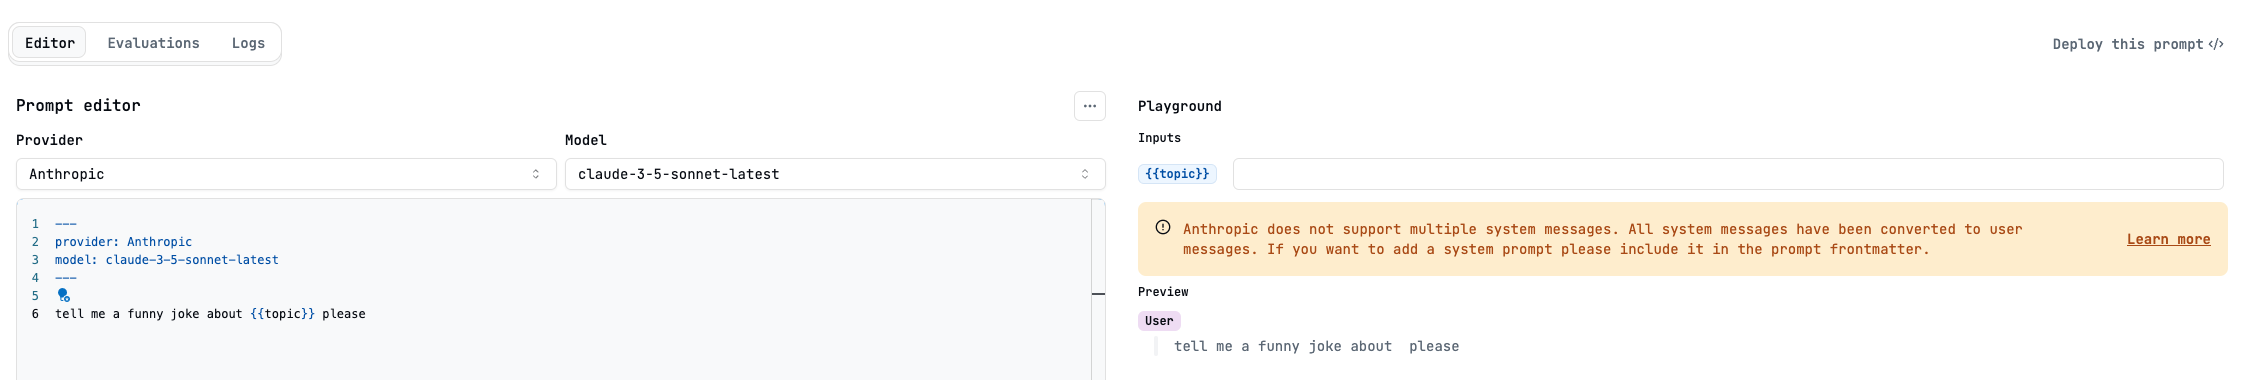 Editor Evaluations Logs
Deploy this prompt </>
Prompt editor
Provider
Anthropic
Model
claude-3-5-sonnet-latest
1 ---
2 provider: Anthropic
3 model: claude-3-5-sonnet-latest
4 ---
5
6 tell me a funny joke about {{topic}} please
Playground
Inputs
{{topic}}
Anthropic does not support multiple system messages. All system messages have been converted to user
messages. If you want to add a system prompt please include it in the prompt frontmatter.
Learn more
Preview
User
tell me a funny joke about  please